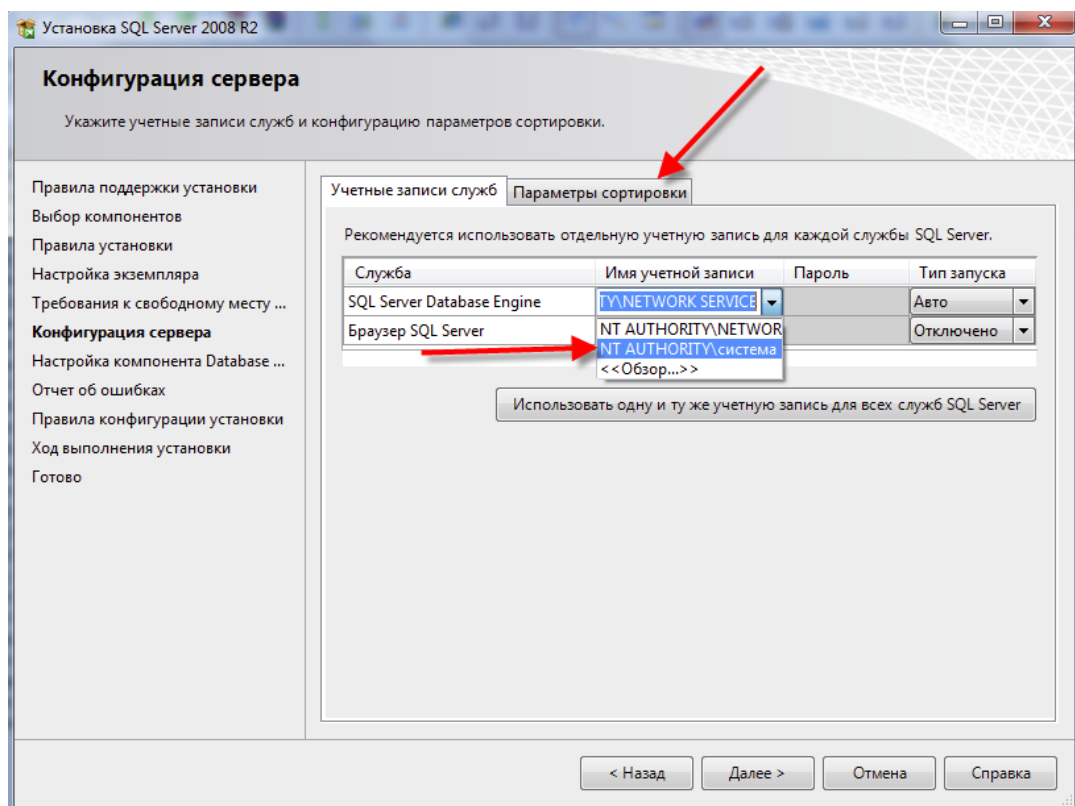 Установка SQL Server 2008 R2
Конфигурация сервера
Укажите учетные записи служб и конфигурацию параметров сортировки.
Правила поддержки установки
Выбор компонентов
Правила установки
Настройка экземпляра
Требования к свободному месту ...
Конфигурация сервера
Настройка компонента Database ...
Отчет об ошибках
Правила конфигурации установки
Ход выполнения установки
Готово
Учетные записи служб Параметры сортировки
Рекомендуется использовать отдельную учетную запись для каждой службы SQL Server.
Служба Имя учетной записи Пароль Тип запуска
SQL Server Database Engine TY\NETWORK SERVICE Авто
Браузер SQL Server NT AUTHORITY\NETWOR Отключено
NT AUTHORITY\система
<<Обзор...>>
Использовать одну и ту же учетную запись для всех служб SQL Server
< Назад Далее > Отмена Справка